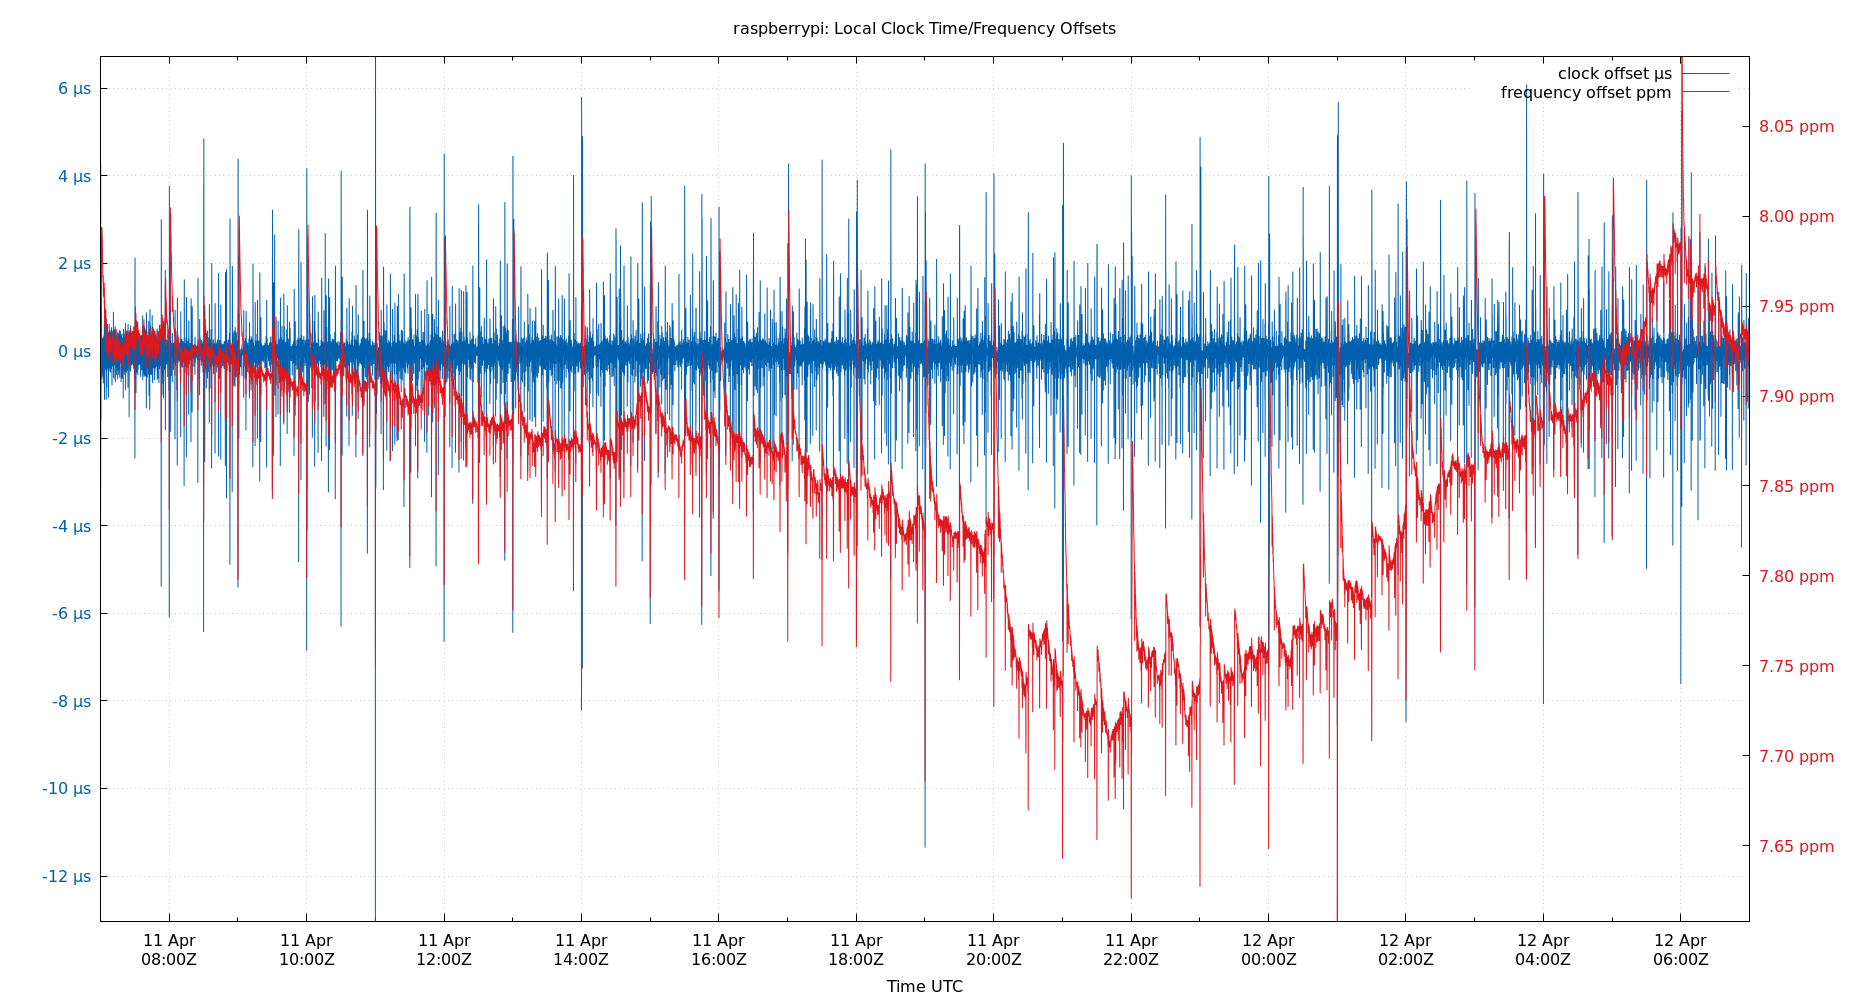 raspberrypi: Local Clock Time/Frequency Offsets
clock offset µs
frequency offset ppm
6 µs
4 µs
2 µs
0 µs
-2 µs
-4 µs
-6 µs
-8 µs
-10 µs
-12 µs
8.05 ppm
8.00 ppm
7.95 ppm
7.90 ppm
7.85 ppm
7.80 ppm
7.75 ppm
7.70 ppm
7.65 ppm
11 Apr
08:00Z
11 Apr
10:00Z
11 Apr
12:00Z
11 Apr
14:00Z
11 Apr
16:00Z
11 Apr
18:00Z
11 Apr
20:00Z
11 Apr
22:00Z
12 Apr
00:00Z
12 Apr
02:00Z
12 Apr
04:00Z
12 Apr
06:00Z
Time UTC